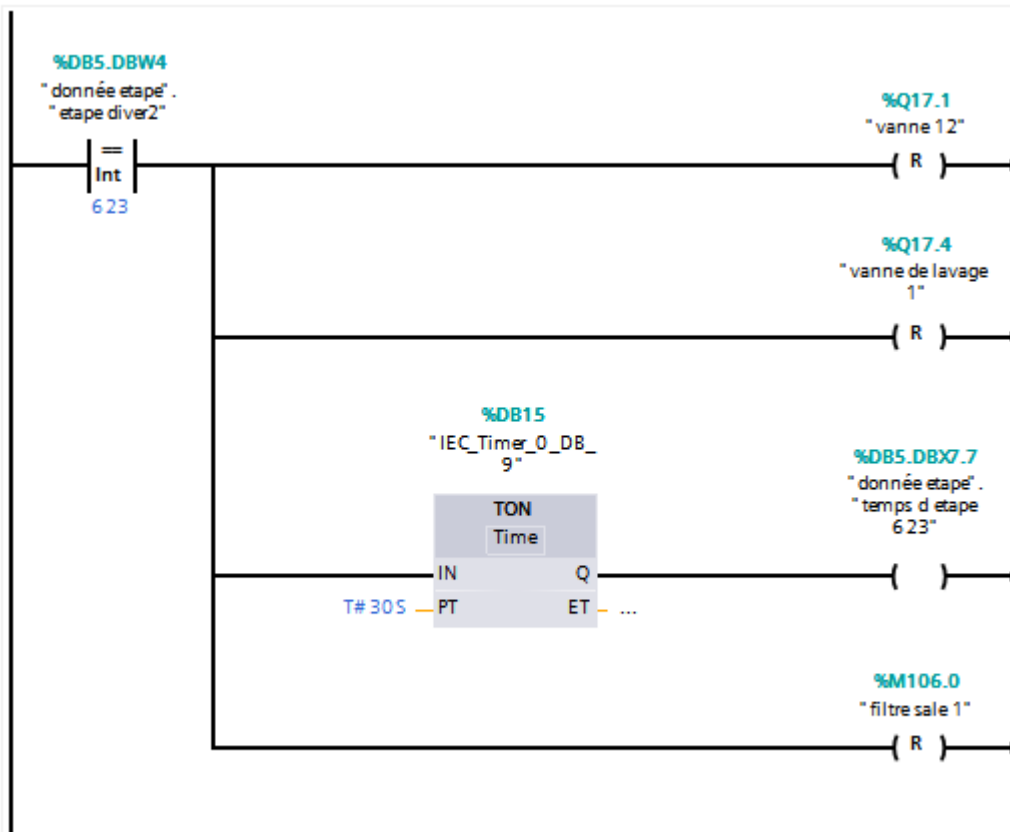 %DB5.DBW4
"donnée etape".
"etape diver2"
==
Int
623
%Q17.1
"vanne 12"
R
%Q17.4
"vanne de lavage
1"
R
%DB15
"IEC_Timer_0_DB_
9"
TON
Time
IN
Q
T#30S
PT
ET
...
%DB5.DBX7.7
"donnée etape".
"temps d etape
623"
%M106.0
"filtre sale 1"
R